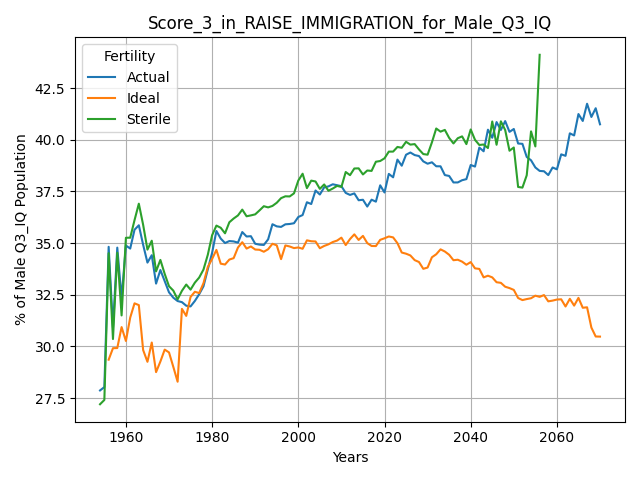 Score_3_in_RAISE_IMMIGRATION_for_Male_Q3_IQ
Fertility
Actual
Ideal
Sterile
42.5
40.0
37.5
35.0
32.5
30.0
27.5
% of Male Q3_IQ Population
1960
1980
2000
2020
2040
2060
Years